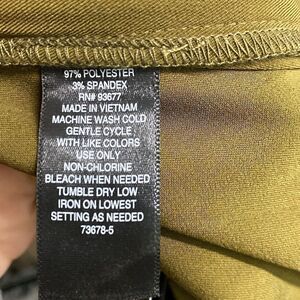 97% POLYESTER
3% SPANDEX
RN# 93677
MADE IN VIETNAM
MACHINE WASH COLD
GENTLE CYCLE
WITH LIKE COLORS
USE ONLY
NON-CHLORINE
BLEACH WHEN NEEDED
TUMBLE DRY LOW
IRON ON LOWEST
SETTING AS NEEDED
73678-5